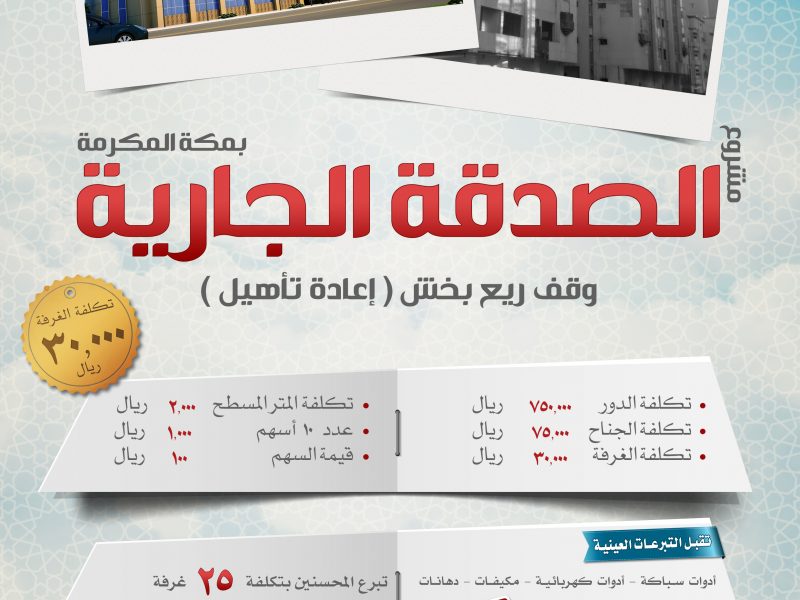 مشروع
بمكة المكرمة
الصدقة الجارية
وقف ريع بخش ( إعادة تأهيل )
تكلفة الغرفة
٣٠,٠٠٠
ريال
• تكلفة الدور ٧٥٠,٠٠٠ ريال
• تكلفة الجناح ٧٥,٠٠٠ ريال
• تكلفة الغرفة ٣٠,٠٠٠ ريال
• تكلفة المتر المسطح ٢,٠٠٠ ريال
• عدد ١٠ أسهم ١,٠٠٠ ريال
• قيمة السهم ١٠٠ ريال
تقبل التبرعات العينية
أدوات سباكة - أدوات كهربائية - مكيفات - دهانات
تبرع المحسنين بتكلفة ٢٥ غرفة